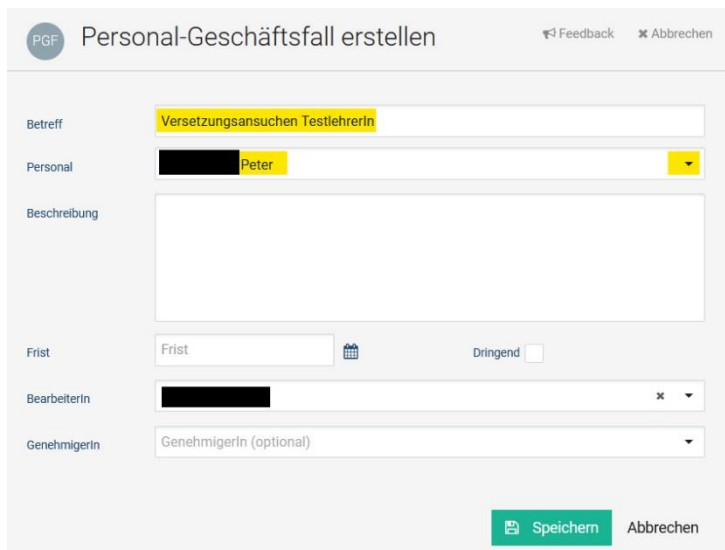 PGF Personal-Geschäftsfall erstellen Feedback Abbrechen
Betreff Versetzungsansuchen TestlehrerIn
Personal Peter
Beschreibung
Frist Frist Dringend
BearbeiterIn
GenehmigerIn GenehmigerIn (optional)
Speichern Abbrechen